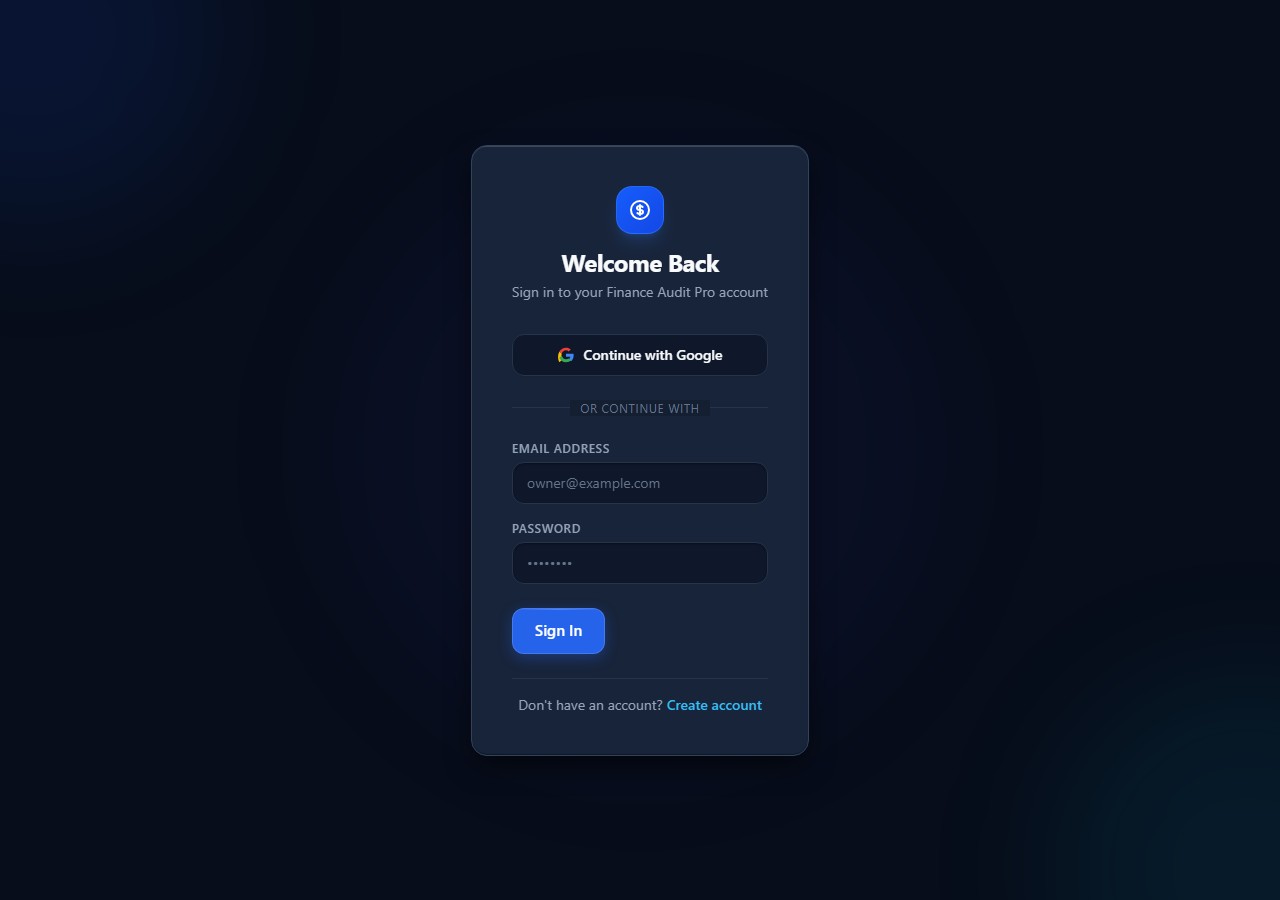 Welcome Back
Sign in to your Finance Audit Pro account
Continue with Google
OR CONTINUE WITH
EMAIL ADDRESS
owner@example.com
PASSWORD
••••••••
Sign In
Don't have an account? Create account